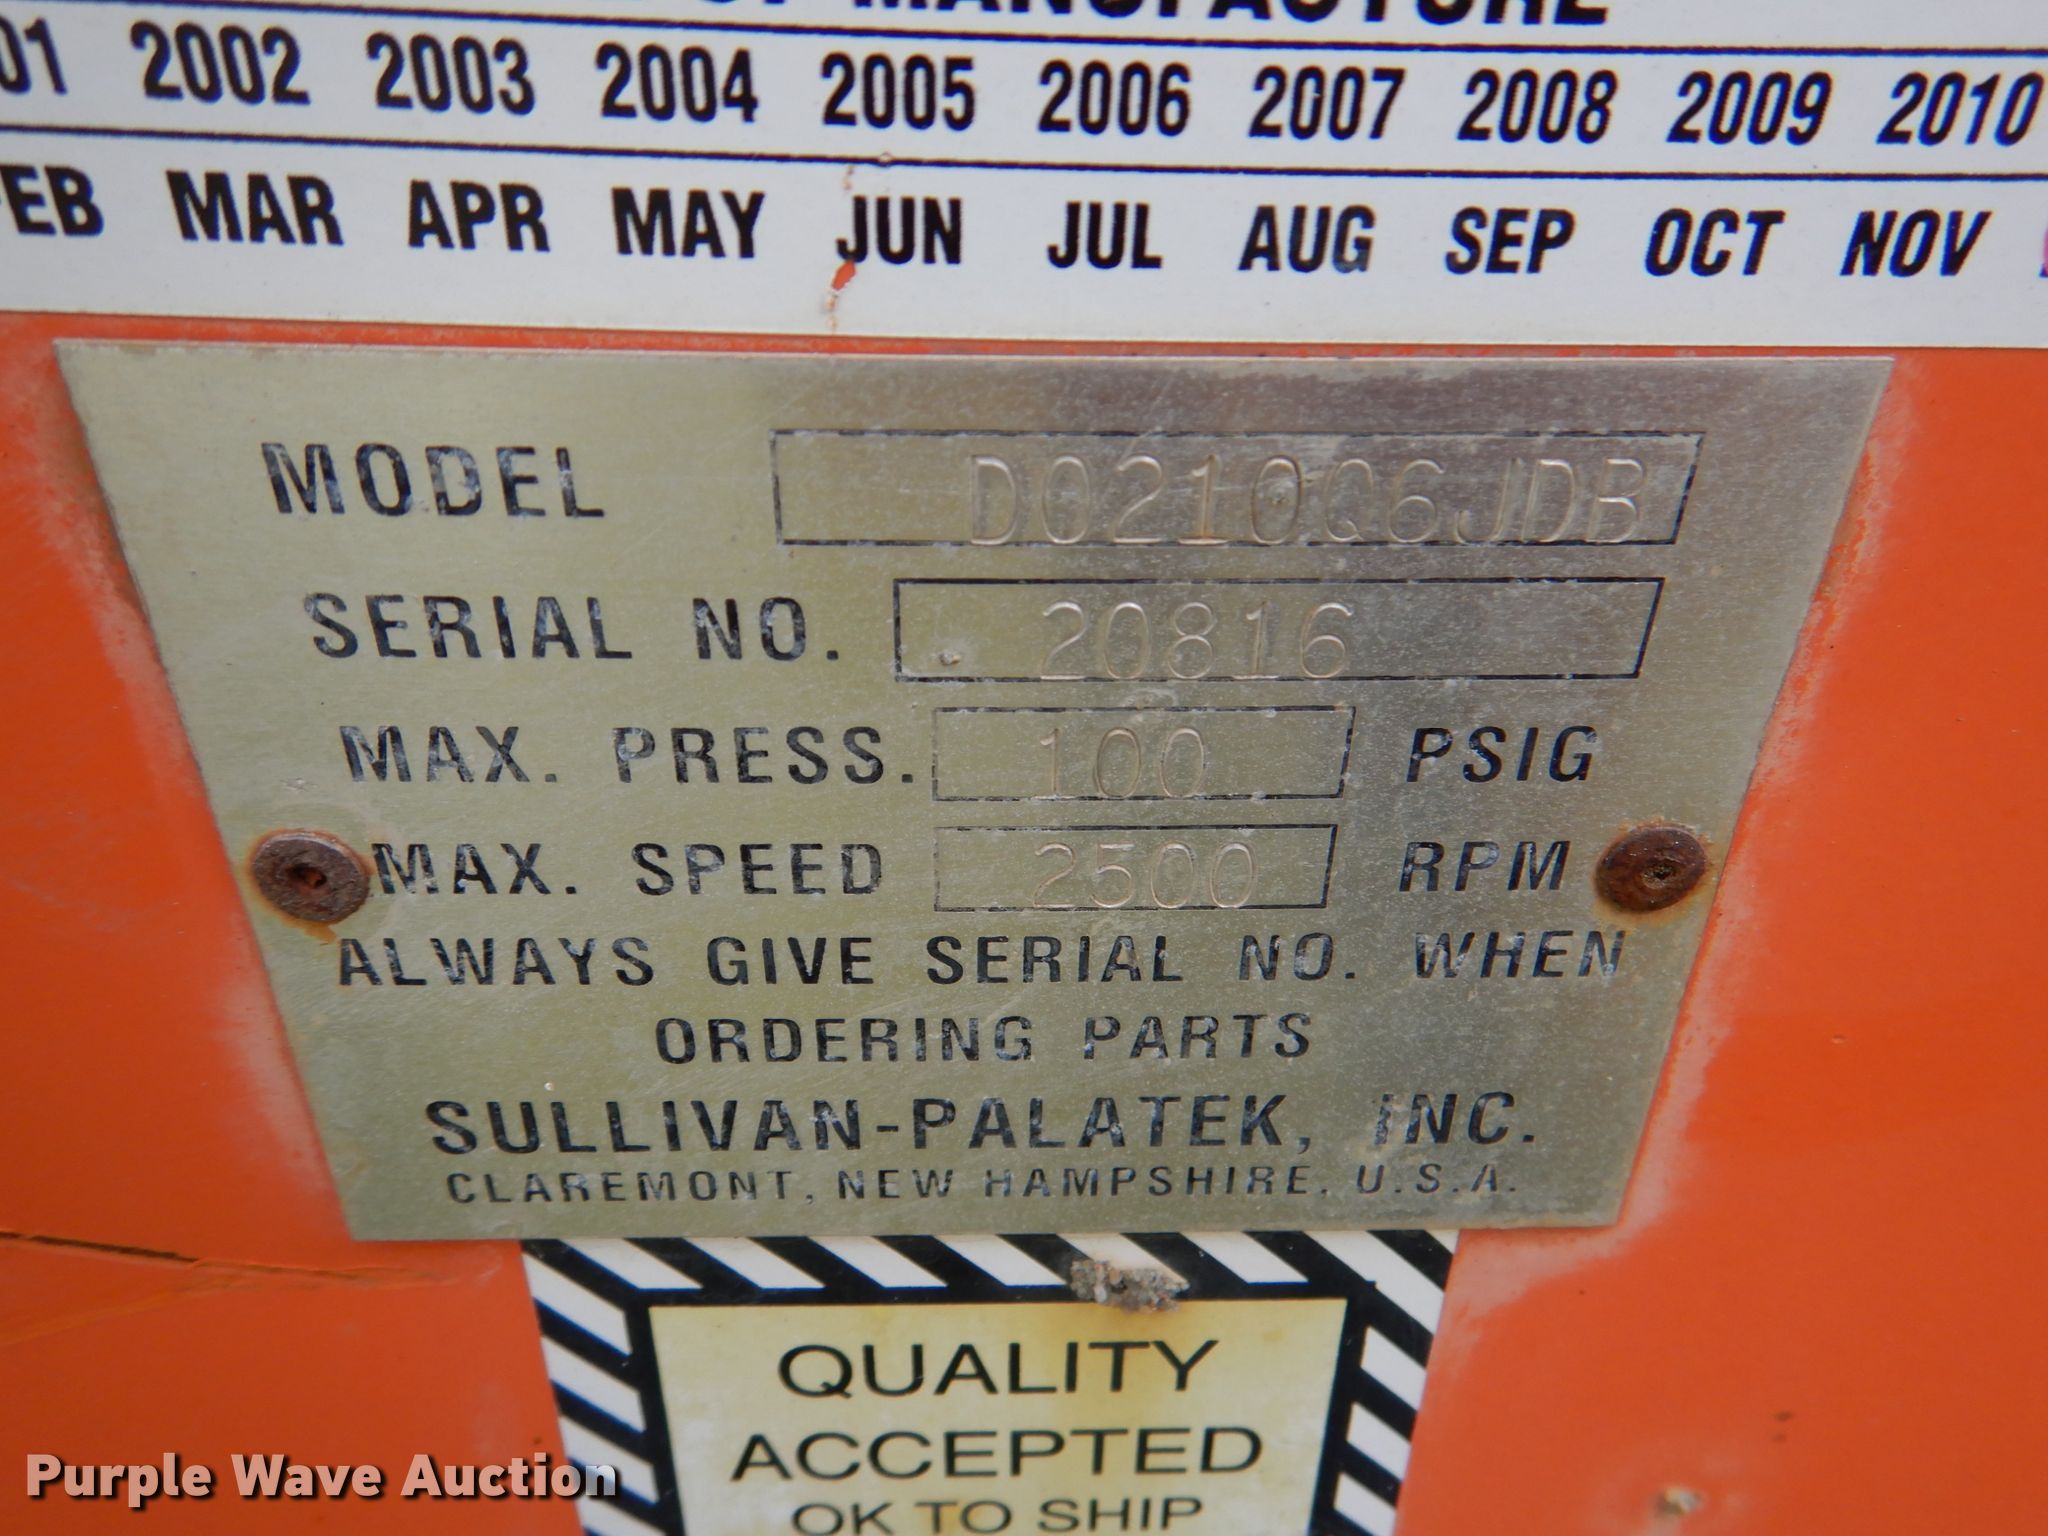 MANUFACTURE
01 2002 2003 2004 2005 2006 2007 2008 2009 2010
FEB MAR APR MAY JUN JUL AUG SEP OCT NOV
MODEL D0210Q6JDB
SERIAL NO. 20816
MAX. PRESS. 100 PSIG
MAX. SPEED 2500 RPM
ALWAYS GIVE SERIAL NO. WHEN
ORDERING PARTS
SULLIVAN-PALATEK, INC.
CLAREMONT, NEW HAMPSHIRE, U.S.A.
QUALITY
ACCEPTED
OK TO SHIP
Purple Wave Auction